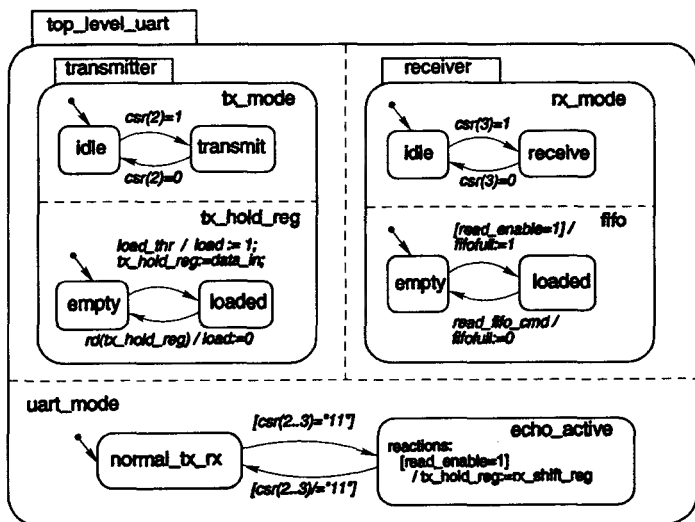 top_level_uart
transmitter
tx_mode
csr(2)=1
idle
transmit
csr(2)=0
tx_hold_reg
load_thr / load := 1;
tx_hold_reg:=data_in;
empty
loaded
rd(tx_hold_reg) / load:=0
receiver
rx_mode
csr(3)=1
idle
receive
csr(3)=0
fifo
[read_enable=1] /
fifofull:=1
empty
loaded
read_fifo_cmd /
fifofull:=0
uart_mode
[csr(2..3)="11"]
normal_tx_rx
[csr(2..3)/="11"]
echo_active
reactions:
[read_enable=1]
/ tx_hold_reg:=rx_shift_reg